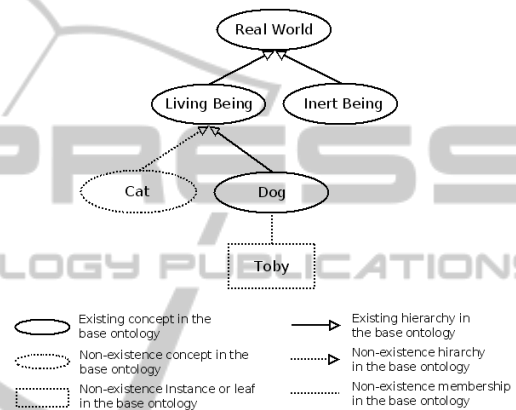 Real World
Living Being
Inert Being
Cat
Dog
Toby
PRESS
LOGY PUBLICATIONS
Existing concept in the
base ontology
Non-existence concept in the
base ontology
Non-existence Instance or leaf
in the base ontology
Existing hierarchy in
the base ontology
Non-existence hirarchy
in the base ontology
Non-existence membership
in the base ontology